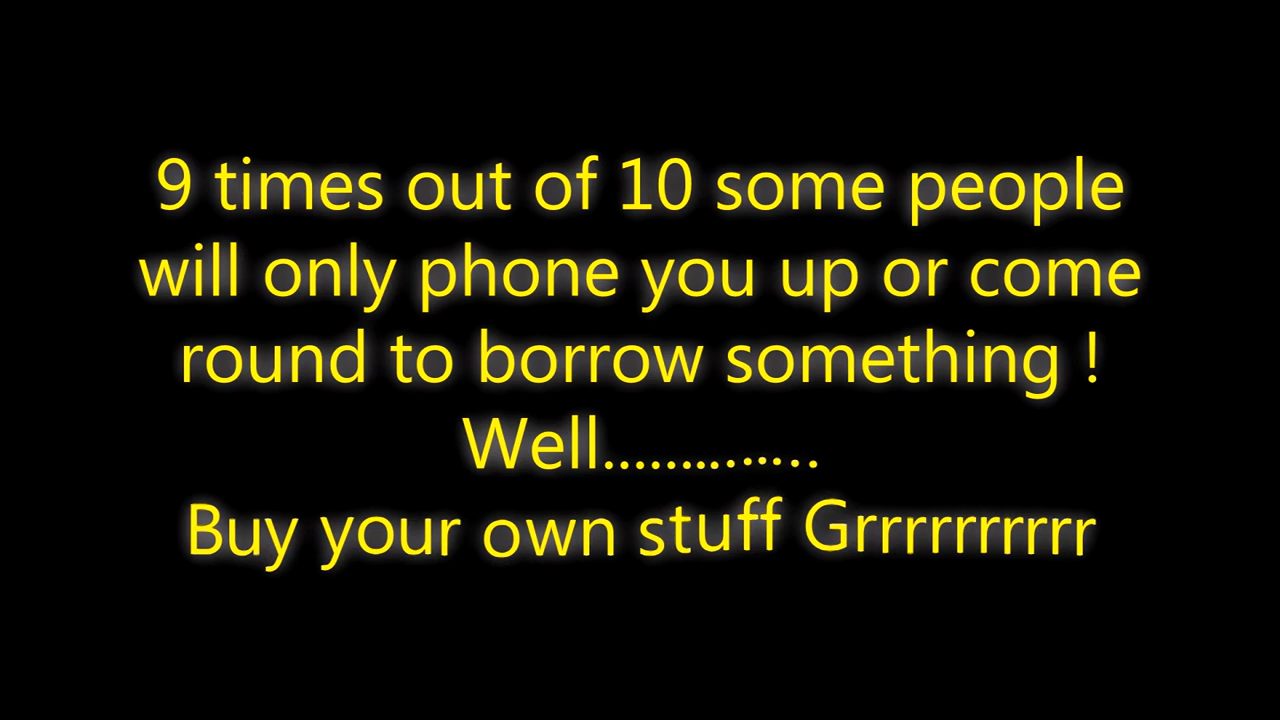 9 times out of 10 some people
will only phone you up or come
round to borrow something !
Well..............
Buy your own stuff Grrrrrrrrrr